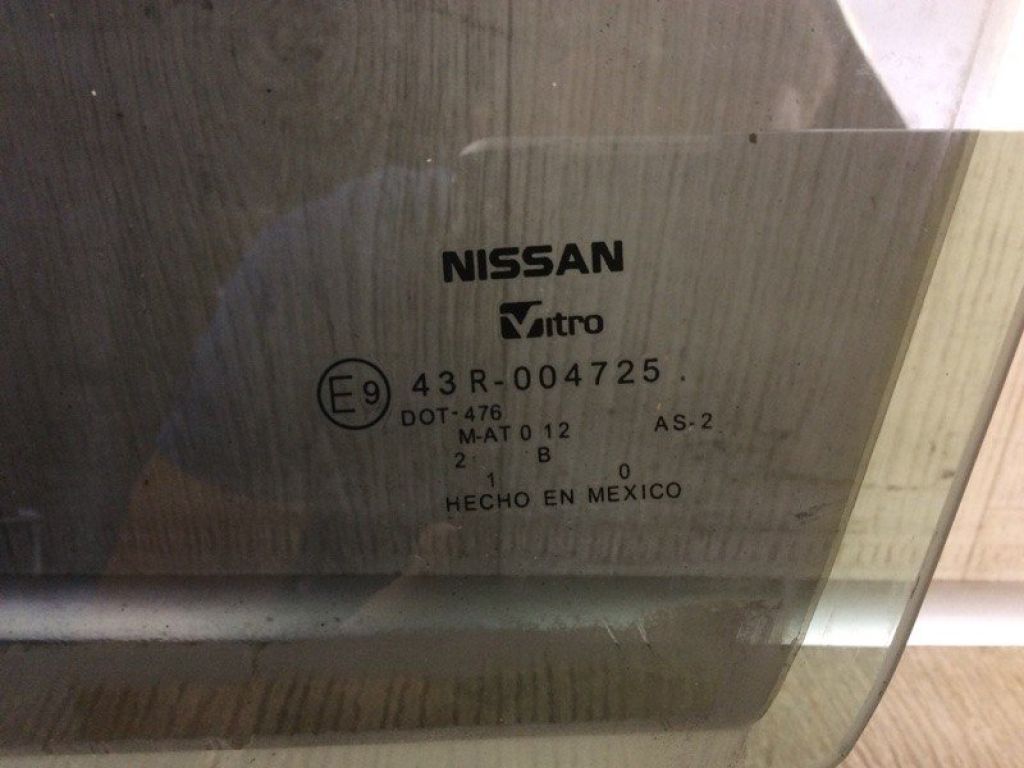 NISSAN
Vitro
E9 43R-004725
DOT-476
M-AT 0 12 AS-2
2 B
1 0
HECHO EN MEXICO